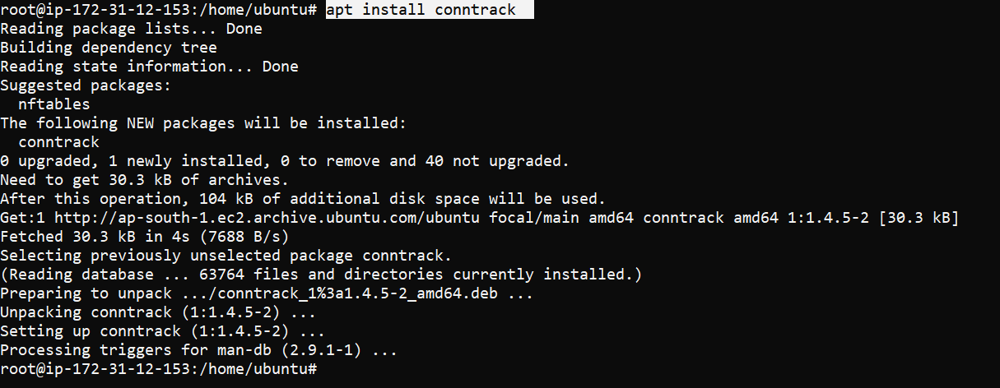 root@ip-172-31-12-153:/home/ubuntu# apt install conntrack
Reading package lists... Done
Building dependency tree
Reading state information... Done
Suggested packages:
  nftables
The following NEW packages will be installed:
  conntrack
0 upgraded, 1 newly installed, 0 to remove and 40 not upgraded.
Need to get 30.3 kB of archives.
After this operation, 104 kB of additional disk space will be used.
Get:1 http://ap-south-1.ec2.archive.ubuntu.com/ubuntu focal/main amd64 conntrack amd64 1:1.4.5-2 [30.3 kB]
Fetched 30.3 kB in 4s (7688 B/s)
Selecting previously unselected package conntrack.
(Reading database ... 63764 files and directories currently installed.)
Preparing to unpack .../conntrack_1%3a1.4.5-2_amd64.deb ...
Unpacking conntrack (1:1.4.5-2) ...
Setting up conntrack (1:1.4.5-2) ...
Processing triggers for man-db (2.9.1-1) ...
root@ip-172-31-12-153:/home/ubuntu#